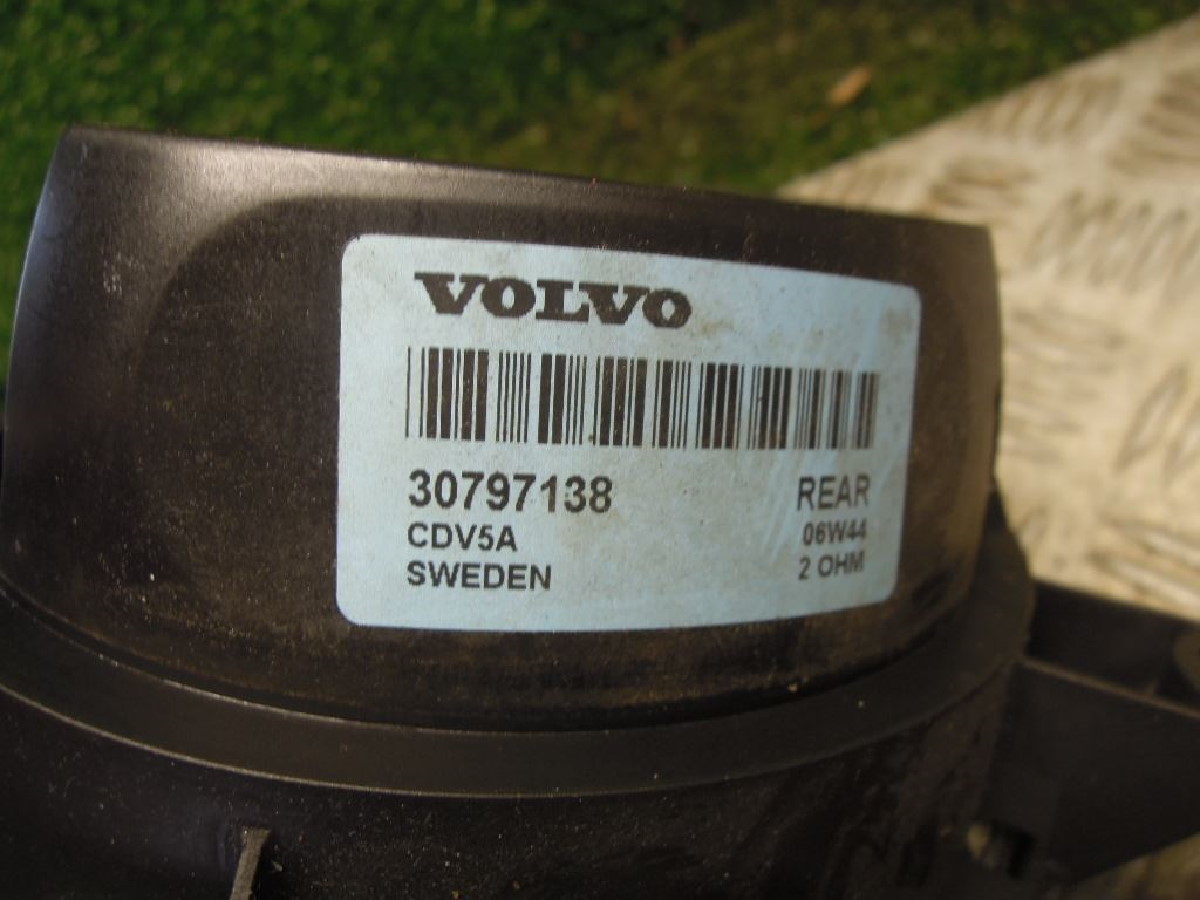 VOLVO
30797138 REAR
CDV5A 06W44
SWEDEN 2 OHM